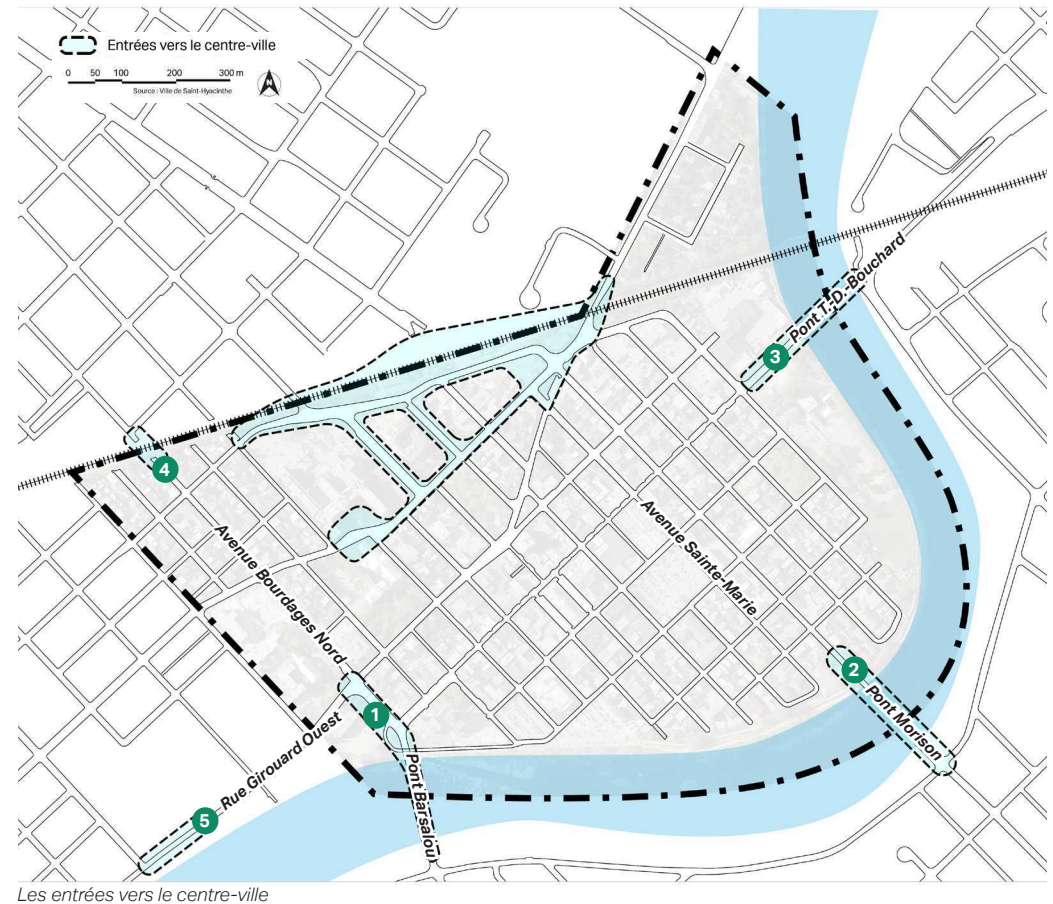 Entrées vers le centre-ville
0 50 100 200 300 m
Source : Ville de Saint-Hyacinthe
N
Pont T.-D.-Bouchard
3
4
Avenue Bourdages Nord
Avenue Sainte-Marie
2
Pont Morison
1
Rue Girouard Ouest
Pont Barsalou
5
Les entrées vers le centre-ville